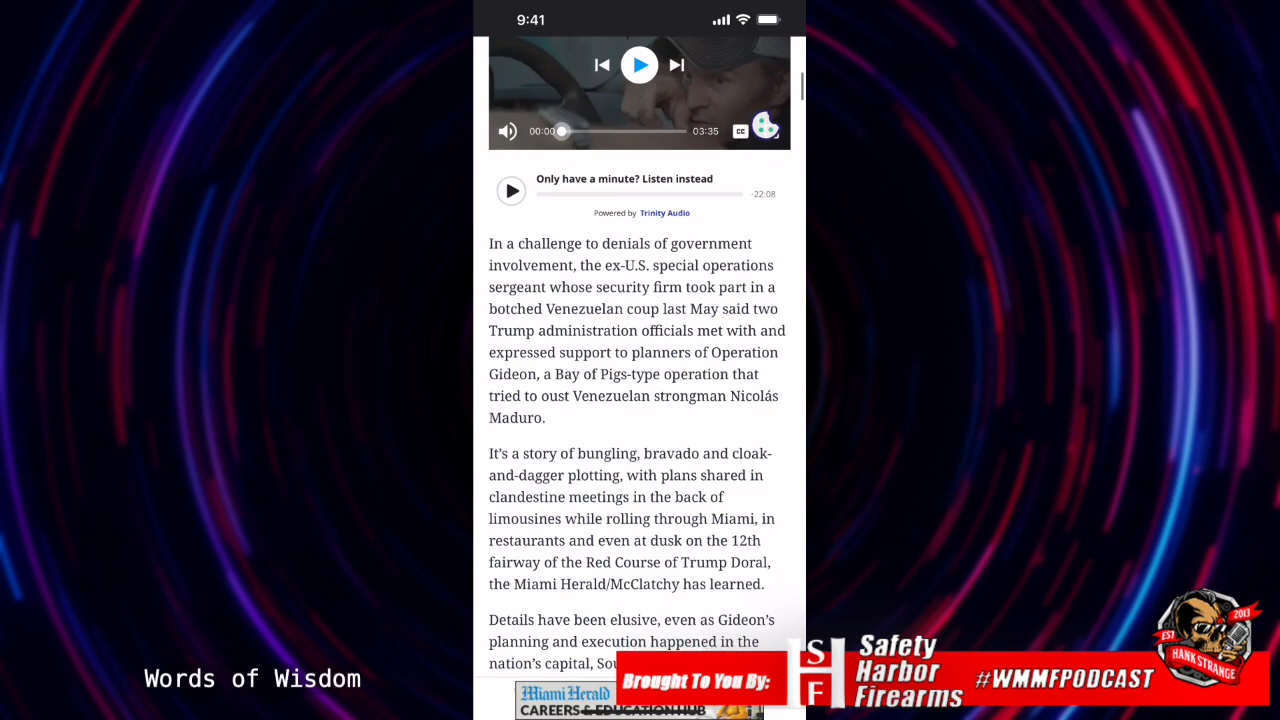 9:41
00:00
03:35
CC
Only have a minute? Listen instead
-22:08
Powered by Trinity Audio
In a challenge to denials of government
involvement, the ex-U.S. special operations
sergeant whose security firm took part in a
botched Venezuelan coup last May said two
Trump administration officials met with and
expressed support to planners of Operation
Gideon, a Bay of Pigs-type operation that
tried to oust Venezuelan strongman Nicolás
Maduro.
It's a story of bungling, bravado and cloak-
and-dagger plotting, with plans shared in
clandestine meetings in the back of
limousines while rolling through Miami, in
restaurants and even at dusk on the 12th
fairway of the Red Course of Trump Doral,
the Miami Herald/McClatchy has learned.
Details have been elusive, even as Gideon's
planning and execution happened in the
nation's capital,
Miami Herald
CAREERS & EDUCATION HUB
Words of Wisdom
Brought To You By:
S
H
F
Safety
Harbor
Firearms
#WMMFPODCAST
EST
2013
HANK STRANGE